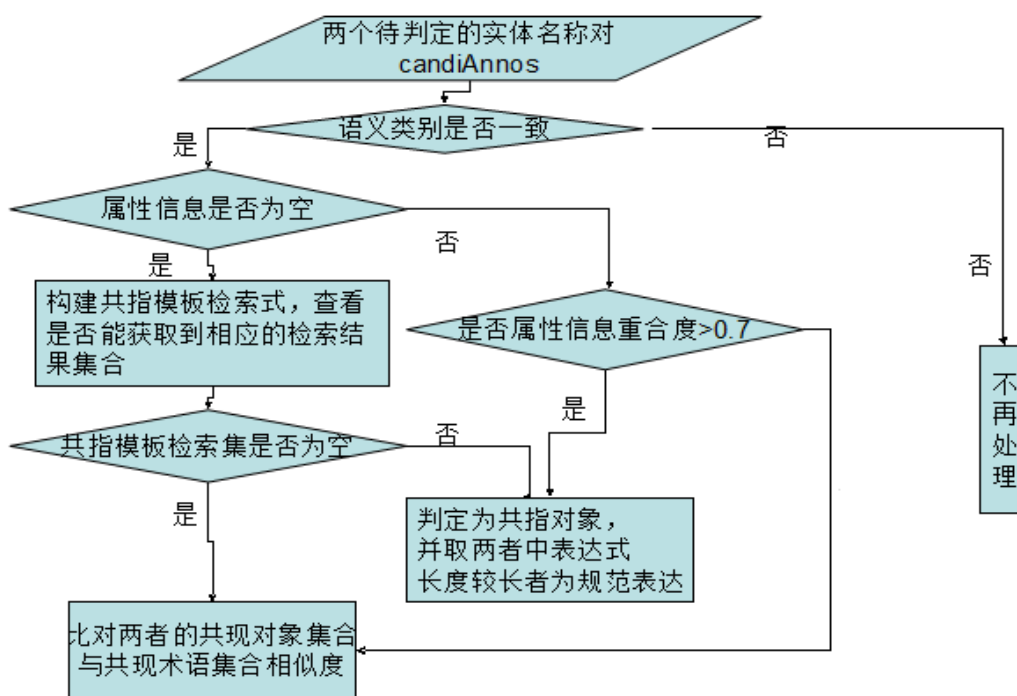 两个待判定的实体名称对
candiAnnos
语义类别是否一致
是
否
属性信息是否为空
否
是
否
构建共指模板检索式，查看
是否能获取到相应的检索结
果集合
是否属性信息重合度>0.7
不
再
处
理
是
共指模板检索集是否为空
否
是
判定为共指对象，
并取两者中表达式
长度较长者为规范表达
比对两者的共现对象集合
与共现术语集合相似度